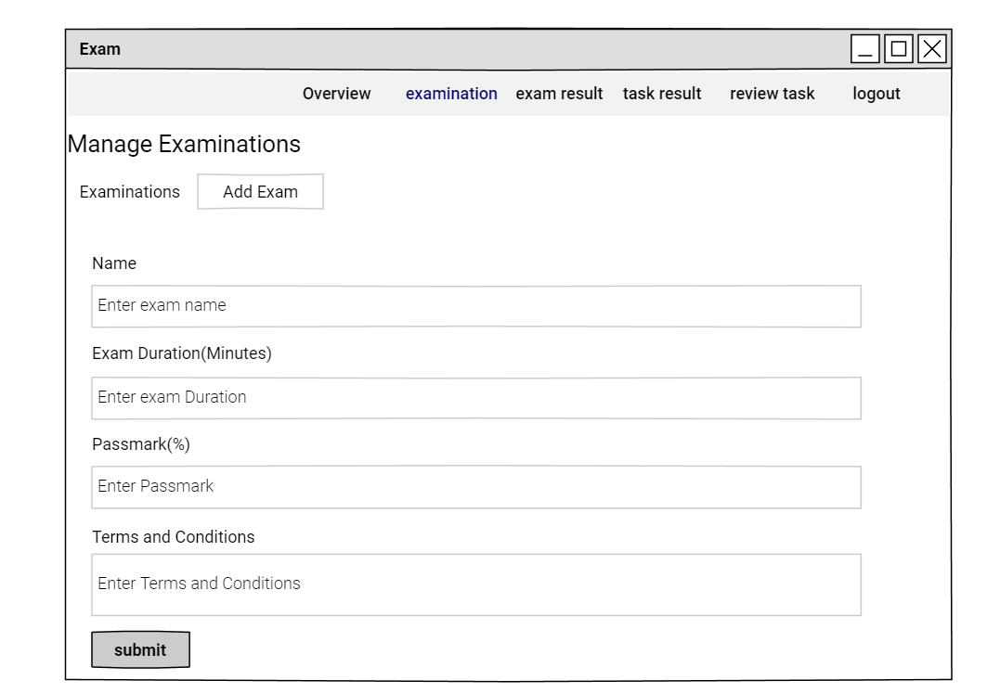 Exam
Overview examination exam result task result review task logout
Manage Examinations
Examinations Add Exam
Name
Enter exam name
Exam Duration(Minutes)
Enter exam Duration
Passmark(%)
Enter Passmark
Terms and Conditions
Enter Terms and Conditions
submit